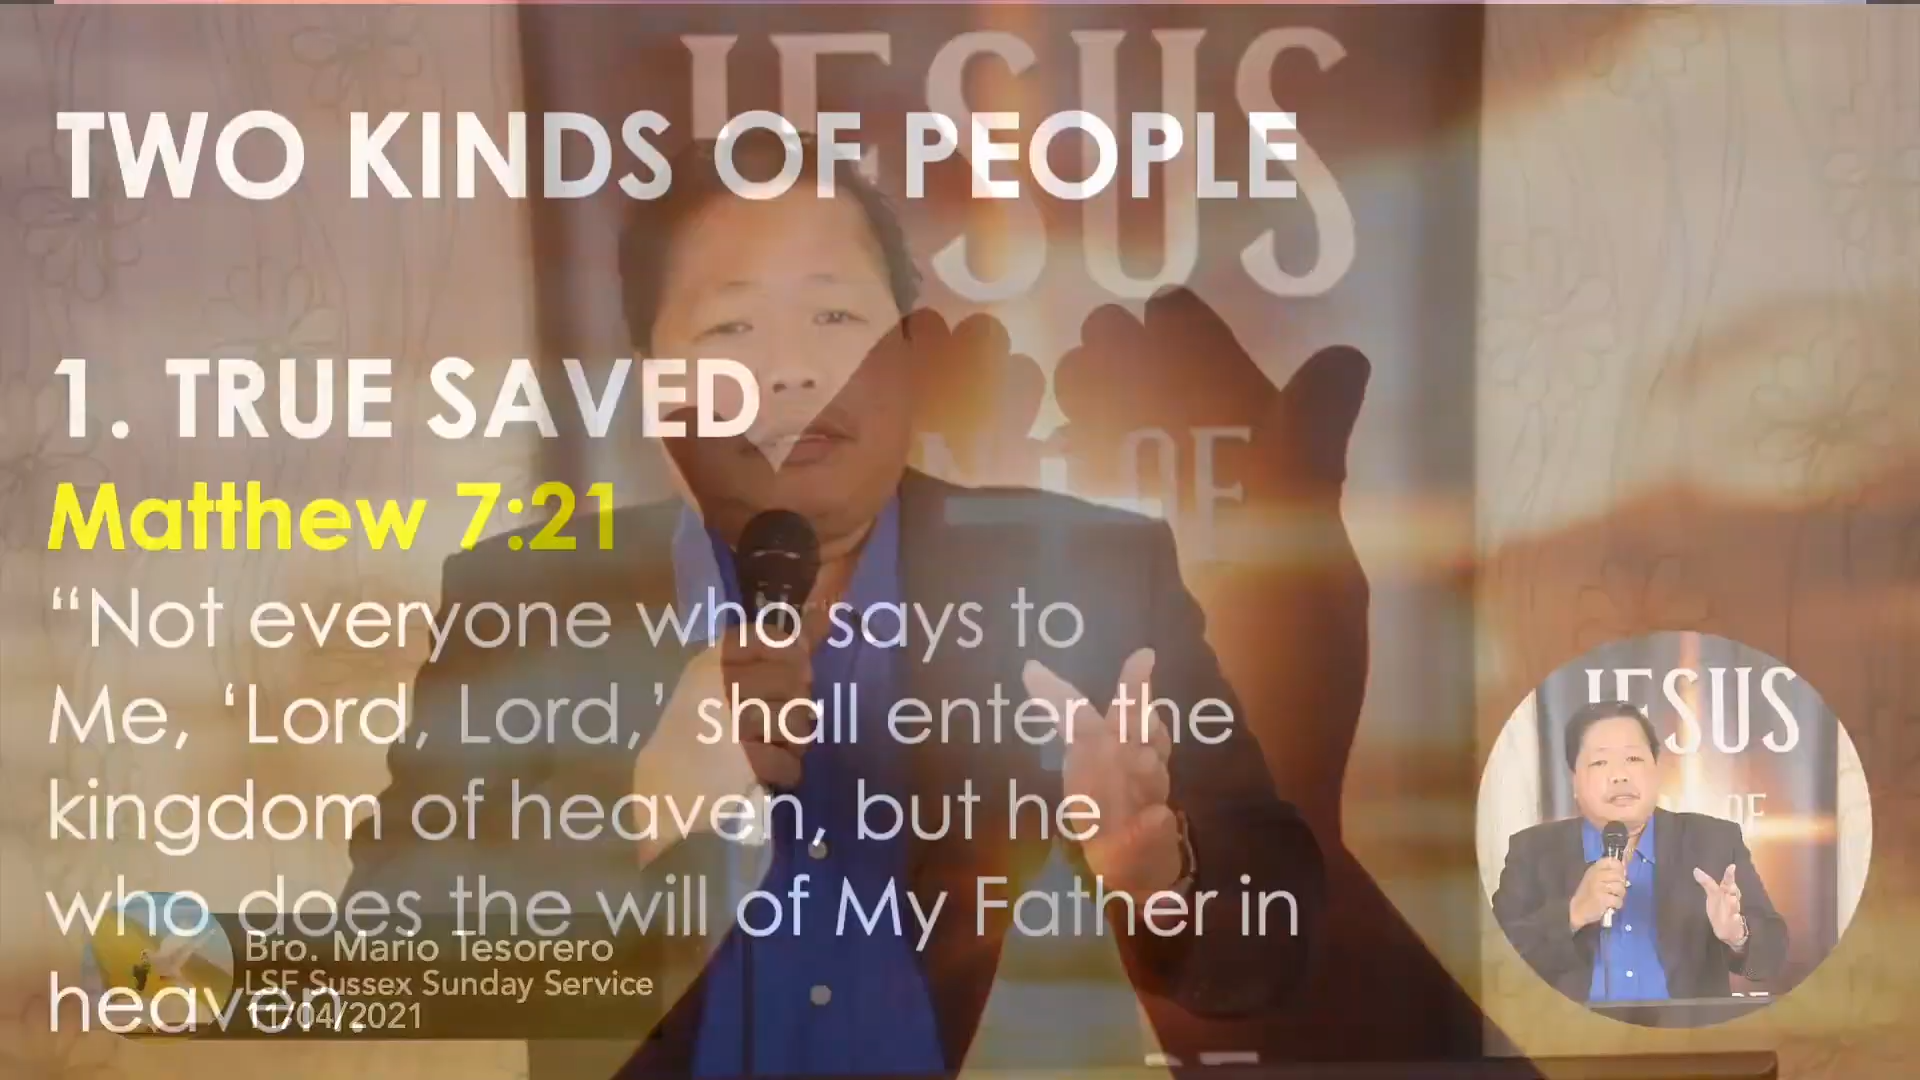 JESUS
TWO KINDS OF PEOPLE
1. TRUE SAVED
Matthew 7:21
“Not everyone who says to
Me, ‘Lord, Lord,’ shall enter the
kingdom of heaven, but he
who does the will of My Father in
heaven.
OF
Bro. Mario Tesorero
LSF Sussex Sunday Service
11/04/2021
JESUS
OF